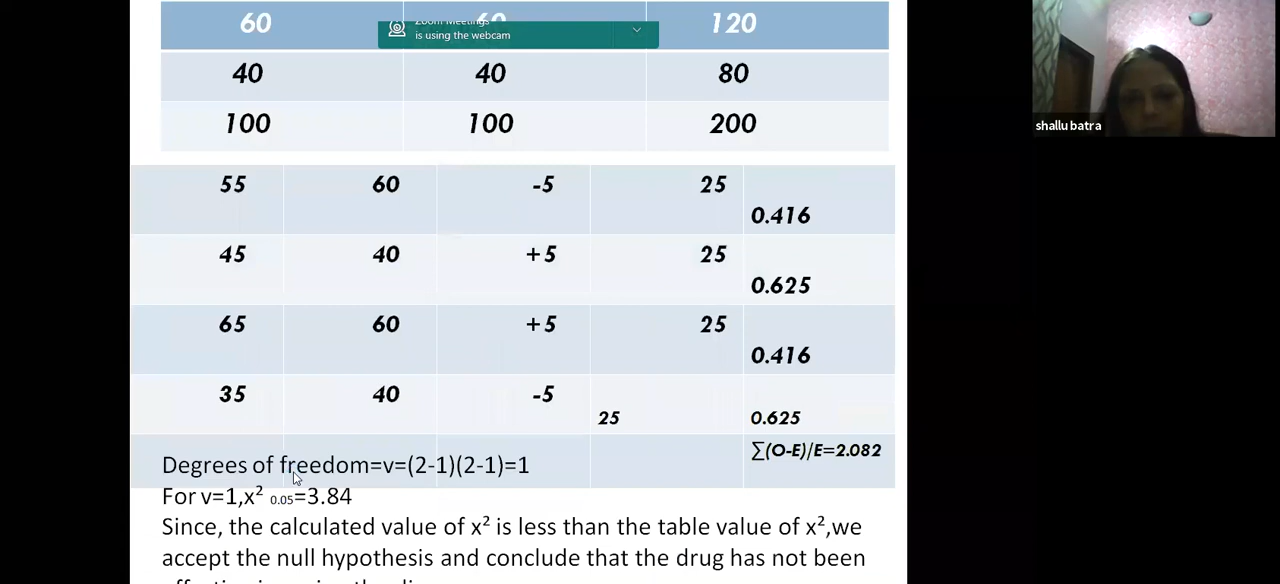 60 60 120
Zoom Meetings
is using the webcam
40 40 80
100 100 200
shallu batra
55 60 -5 25
0.416
45 40 +5 25
0.625
65 60 +5 25
0.416
35 40 -5
25 0.625
∑(O-E)/E=2.082
Degrees of freedom=v=(2-1)(2-1)=1
For v=1,x² 0.05=3.84
Since, the calculated value of x² is less than the table value of x²,we
accept the null hypothesis and conclude that the drug has not been